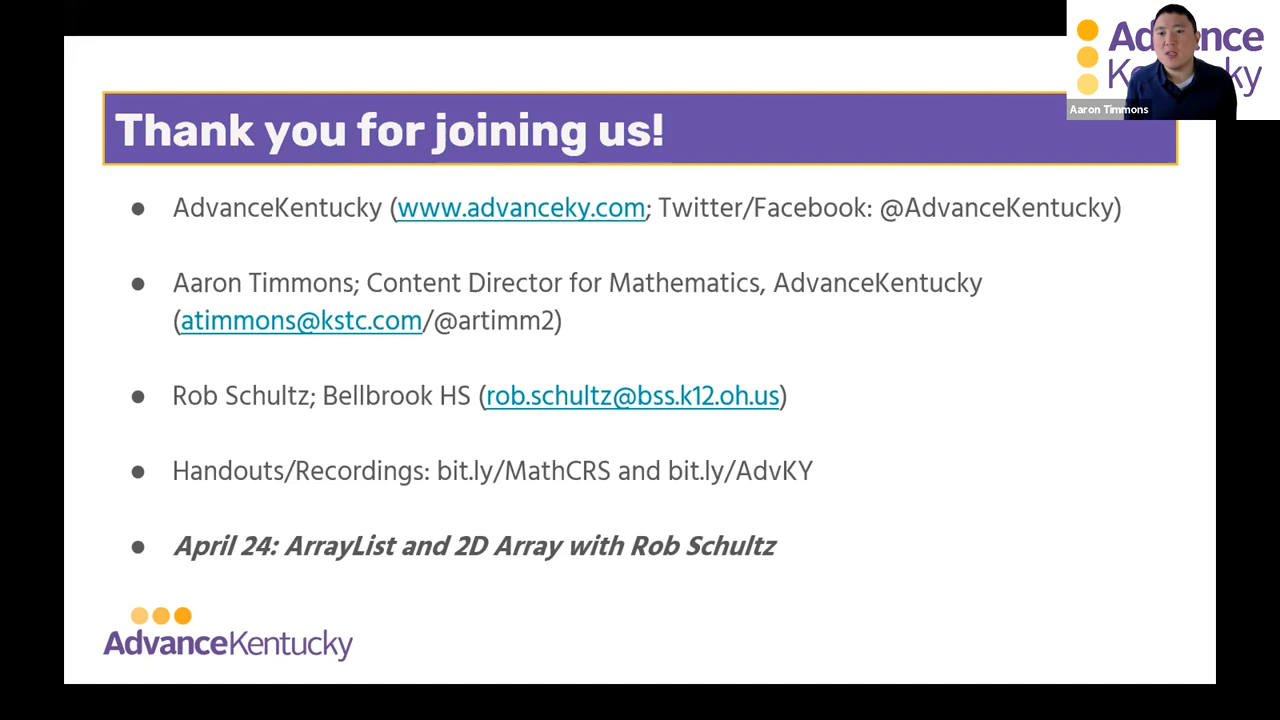 Advance
Kentucky
Aaron Timmons
Thank you for joining us!
● AdvanceKentucky (www.advanceky.com; Twitter/Facebook: @AdvanceKentucky)
● Aaron Timmons; Content Director for Mathematics, AdvanceKentucky
(atimmons@kstc.com/@artimm2)
● Rob Schultz; Bellbrook HS (rob.schultz@bss.k12.oh.us)
● Handouts/Recordings: bit.ly/MathCRS and bit.ly/AdvKY
● April 24: ArrayList and 2D Array with Rob Schultz
AdvanceKentucky